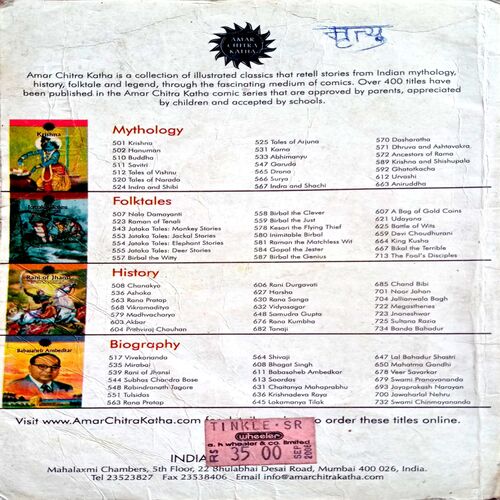 मृत्यु
AMAR
CHITRA
KATHA
Amar Chitra Katha is a collection of illustrated classics that retell stories from Indian mythology,
history, folktale and legend, through the fascinating medium of comics. Over 400 titles have
been published in the Amar Chitra Katha comic series that are approved by parents, appreciated
by children and accepted by schools.
Krishna
Mythology
501 Krishna 525 Tales of Arjuna 570 Dasharatha
502 Hanuman 531 Karna 571 Dhruva and Ashtavakra
510 Buddha 533 Abhimanyu 572 Ancestors of Rama
511 Savitri 547 Garuda 589 Krishna and Shishupala
512 Tales of Vishnu 565 Drona 592 Ghatotkacha
520 Tales of Narada 566 Surya 612 Urvashi
524 Indra and Shibi 567 Indra and Shachi 663 Aniruddha
Folktales
507 Nala Damayanti 558 Birbal the Clever 607 A Bag of Gold Coins
523 Raman of Tenali 559 Birbal the Just 621 Udayana
543 Jataka Tales: Monkey Stories 578 Kesari the Flying Thief 625 Battle of Wits
553 Jataka Tales: Jackal Stories 580 Inimitable Birbal 659 Devi Choudhurani
554 Jataka Tales: Elephant Stories 581 Raman the Matchless Wit 664 King Kusha
555 Jataka Tales: Deer Stories 584 Gopal the Jester 667 Bikal the Terrible
557 Birbal the Witty 587 Birbal the Genius 713 The Fool's Disciples
Rani of Jhansi
History
508 Chanakya 606 Rani Durgavati 685 Chand Bibi
536 Ashoka 627 Harsha 701 Noor Jahan
563 Rana Pratap 630 Rana Sanga 704 Jallianwala Bagh
568 Vikramaditya 632 Vidyasagar 722 Megasthenes
579 Madhvacharya 648 Samudra Gupta 723 Jnaneshwar
603 Akbar 676 Rana Kumbha 725 Sultana Razia
604 Prithviraj Chauhan 682 Tanaji 734 Banda Bahadur
Babasaheb Ambedkar
Biography
517 Vivekananda 564 Shivaji 647 Lal Bahadur Shastri
535 Mirabai 608 Bhagat Singh 650 Mahatma Gandhi
539 Rani of Jhansi 611 Babasaheb Ambedkar 678 Veer Savarkar
544 Subhas Chandra Bose 613 Soordas 679 Swami Pranavananda
548 Rabindranath Tagore 631 Chaitanya Mahaprabhu 693 Jayaprakash Narayan
551 Tulsidas 636 Krishnadeva Raya 700 Jawaharlal Nehru
563 Rana Pratap 645 Lokamanya Tilak 732 Swami Chinmayananda
Visit www.AmarChitraKatha.com to order these titles online.
TINKLE·SR
wheeler
a. h. wheeler & co. limited
RS 35 00 SEP
INDIA
Mahalaxmi Chambers, 5th Floor, 22 Bhulabhai Desai Road, Mumbai 400 026, India.
Tel 23523827 Fax 23538406 Email info@amarchitrakatha.com